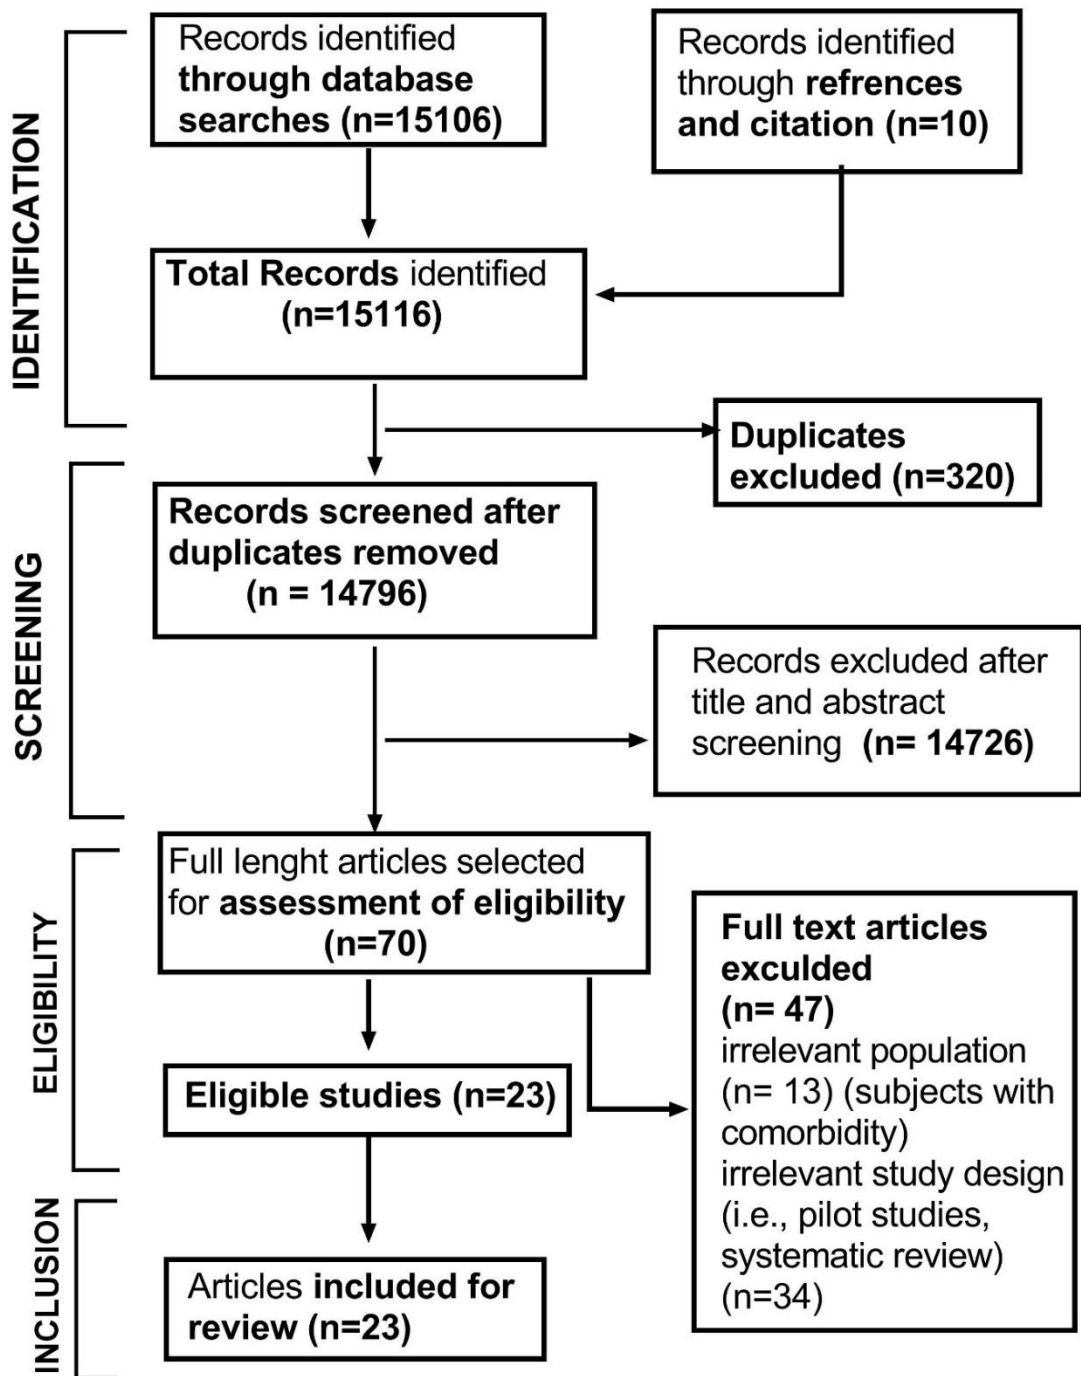 IDENTIFICATION
Records identified
through database
searches (n=15106)
Records identified
through refrences
and citation (n=10)
Total Records identified
(n=15116)
Duplicates
excluded (n=320)
SCREENING
Records screened after
duplicates removed
(n = 14796)
Records excluded after
title and abstract
screening (n= 14726)
ELIGIBILITY
Full lenght articles selected
for assessment of eligibility
(n=70)
Full text articles
exculded
(n= 47)
irrelevant population
(n= 13) (subjects with
comorbidity)
irrelevant study design
(i.e., pilot studies,
systematic review)
(n=34)
Eligible studies (n=23)
INCLUSION
Articles included for
review (n=23)